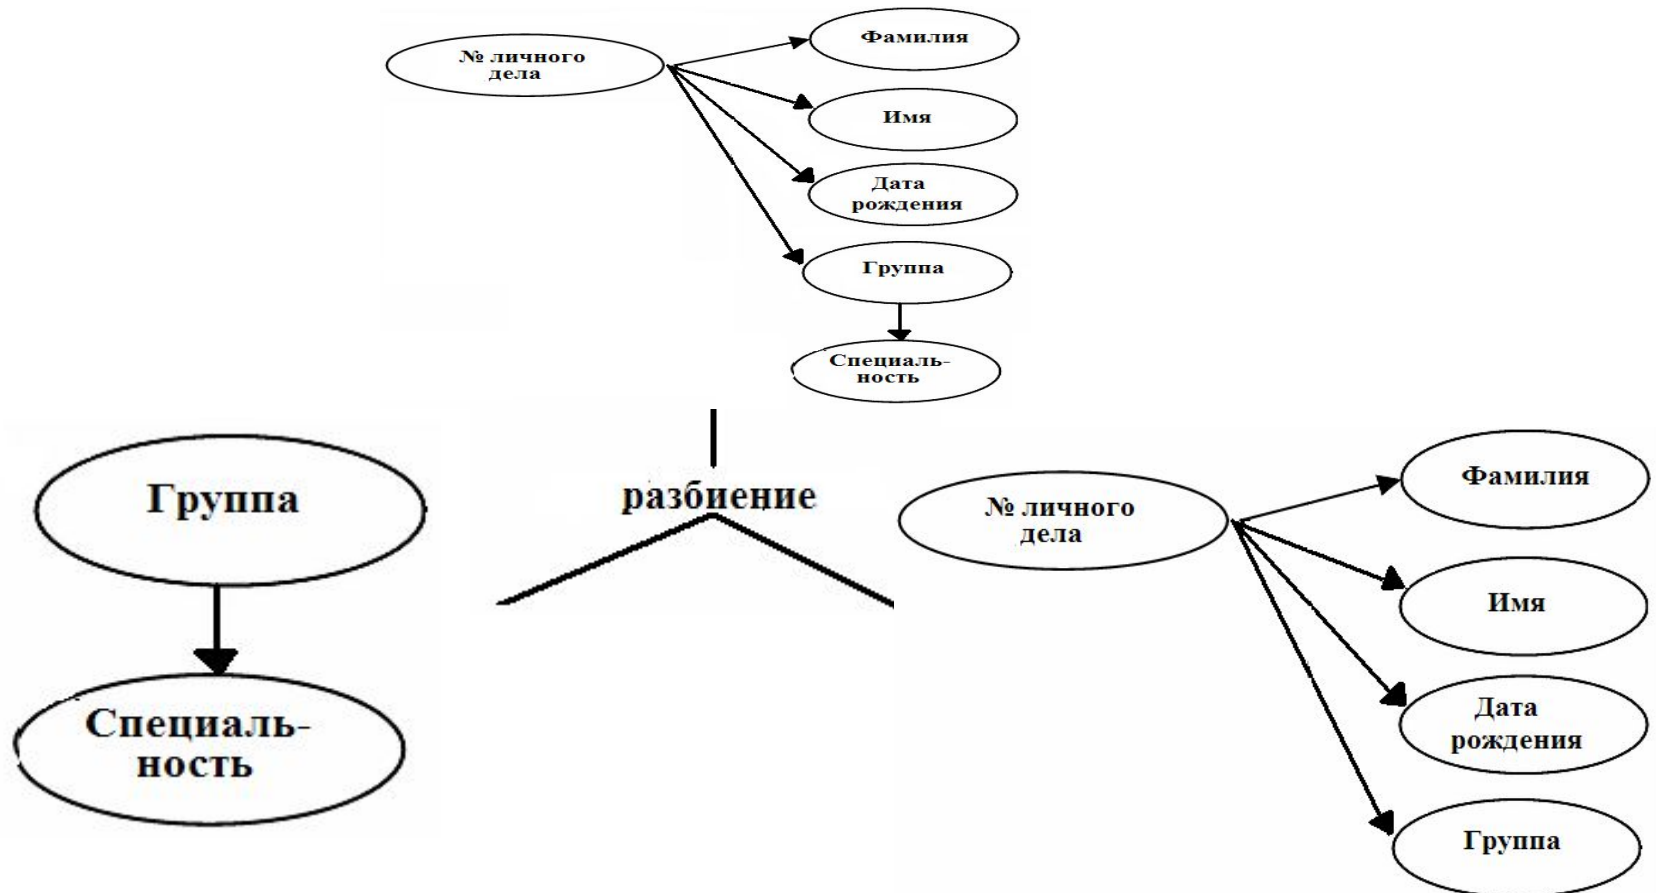 № личного
дела
Фамилия
Имя
Дата
рождения
Группа
Специаль-
ность
разбиение
Группа
Специаль-
ность
№ личного
дела
Фамилия
Имя
Дата
рождения
Группа